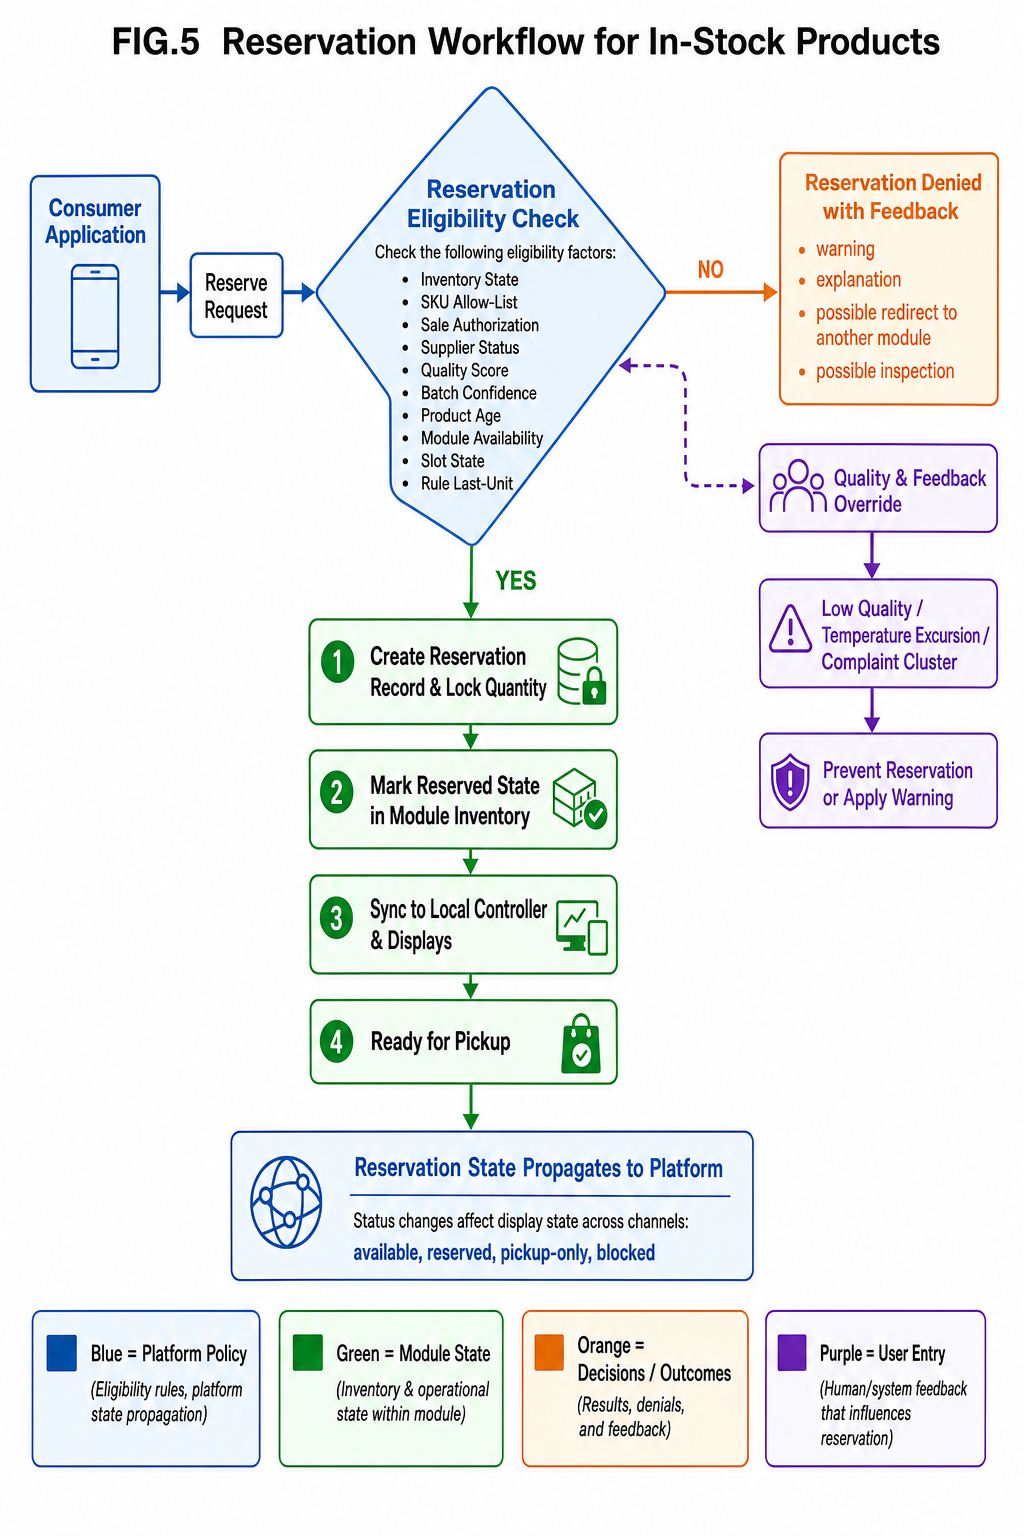 FIG.5 Reservation Workflow for In-Stock Products
Consumer
Application
Reserve
Request
Reservation
Eligibility Check
Check the following eligibility factors:
• Inventory State
• SKU Allow-List
• Sale Authorization
• Supplier Status
• Quality Score
• Batch Confidence
• Product Age
• Module Availability
• Slot State
• Rule Last-Unit
NO
Reservation Denied
with Feedback
• warning
• explanation
• possible redirect to
another module
• possible inspection
Quality & Feedback
Override
Low Quality /
Temperature Excursion /
Complaint Cluster
Prevent Reservation
or Apply Warning
YES
1
Create Reservation
Record & Lock Quantity
2
Mark Reserved State
in Module Inventory
3
Sync to Local Controller
& Displays
4
Ready for Pickup
Reservation State Propagates to Platform
Status changes affect display state across channels:
available, reserved, pickup-only, blocked
Blue = Platform Policy
(Eligibility rules, platform
state propagation)
Green = Module State
(Inventory & operational
state within module)
Orange =
Decisions / Outcomes
(Results, denials,
and feedback)
Purple = User Entry
(Human/system feedback
that influences
reservation)